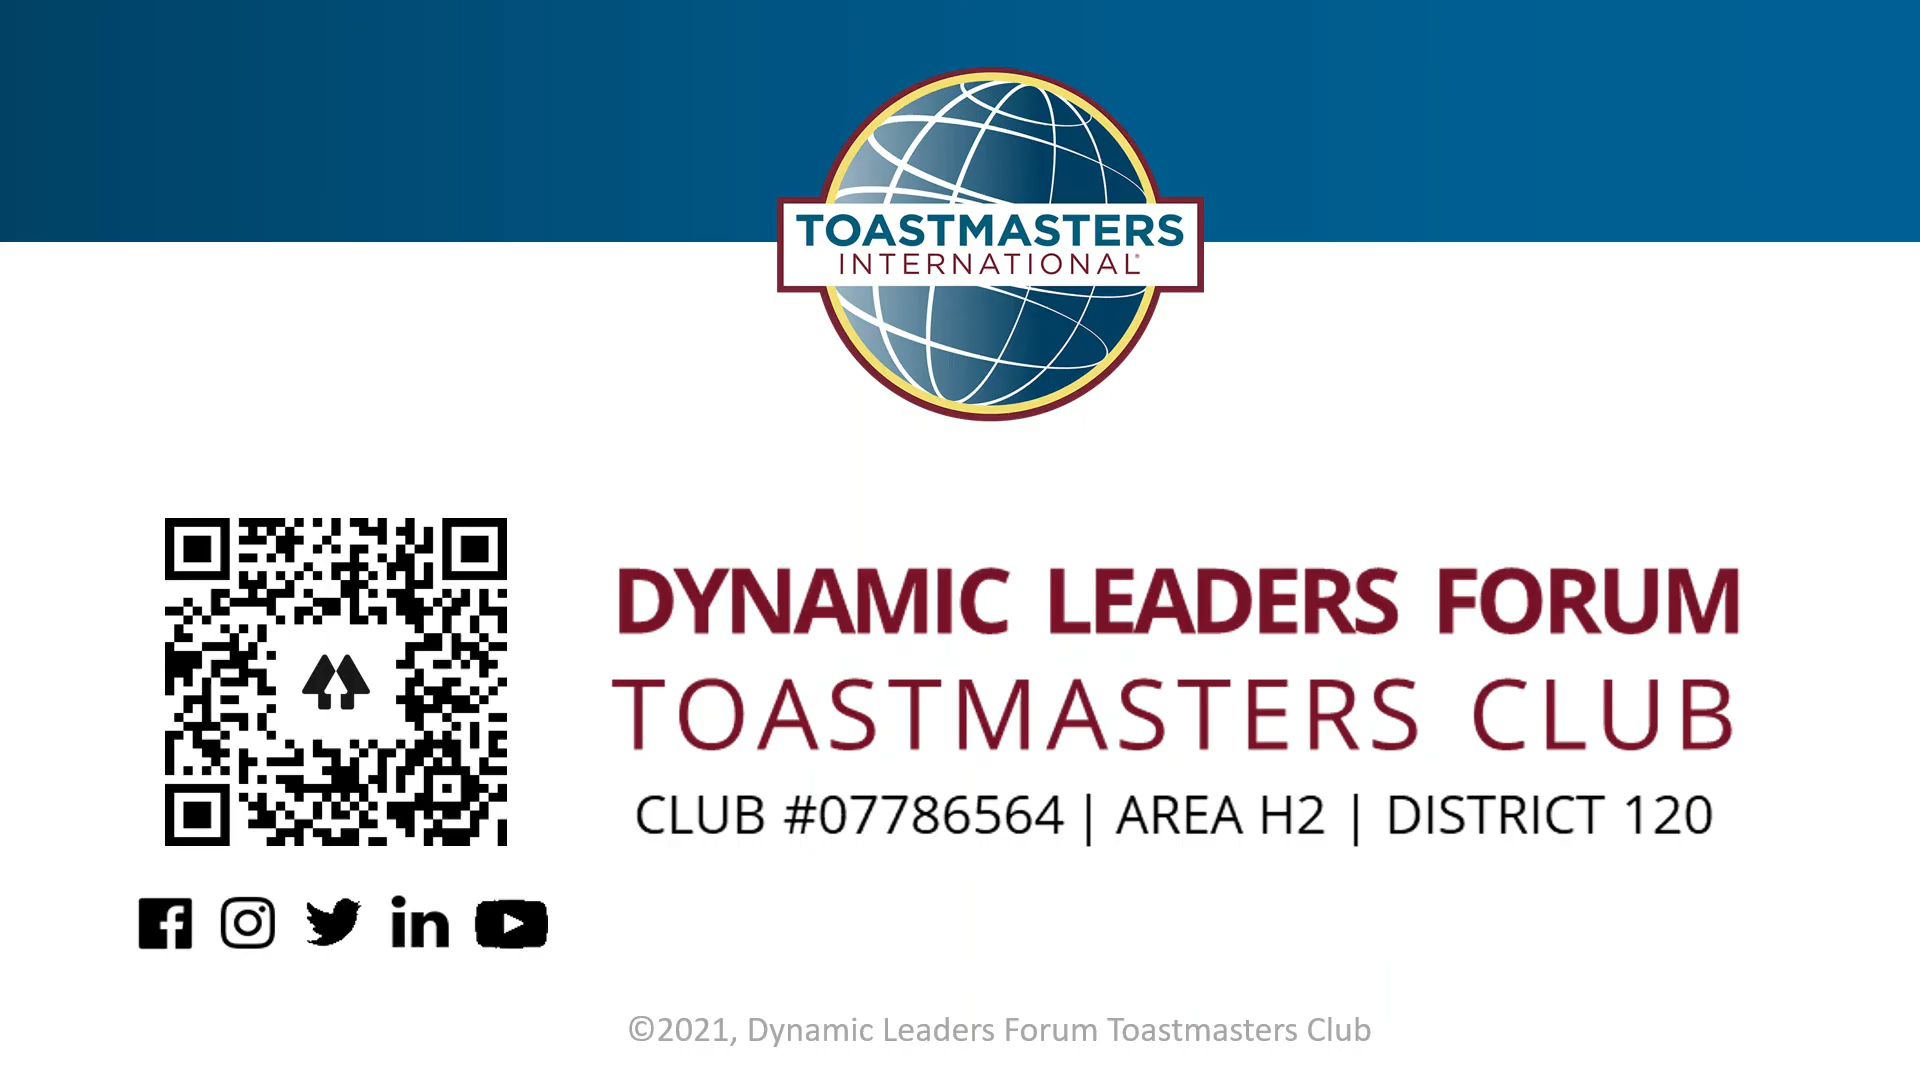 TOASTMASTERS
INTERNATIONAL®
DYNAMIC LEADERS FORUM
TOASTMASTERS CLUB
CLUB #07786564 | AREA H2 | DISTRICT 120
©2021, Dynamic Leaders Forum Toastmasters Club